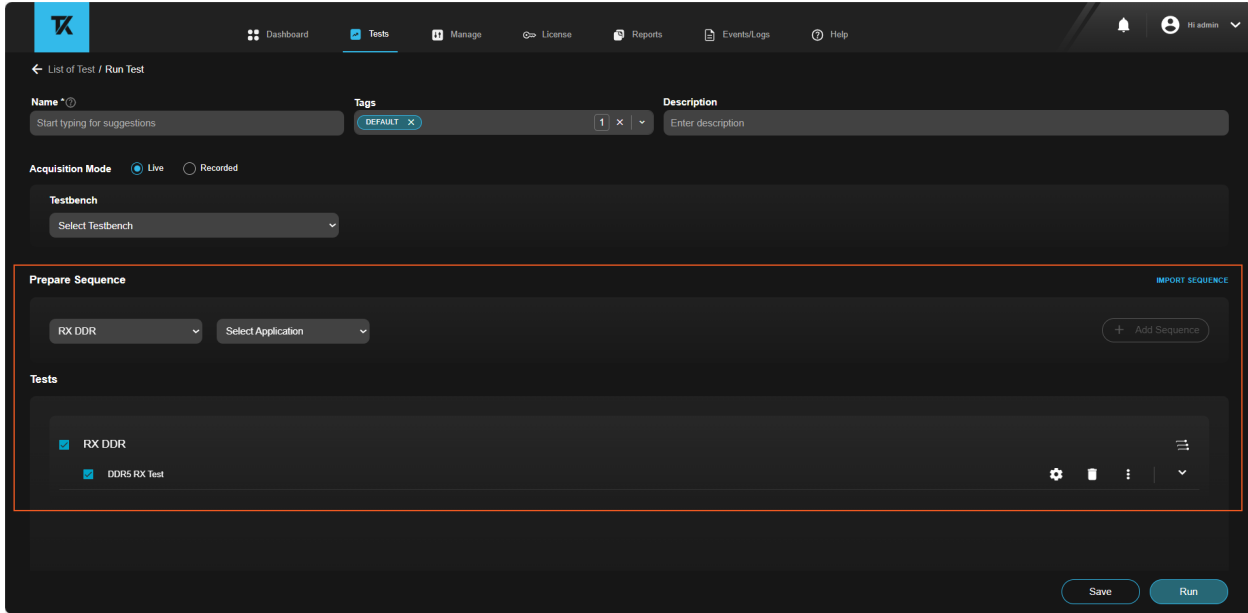 TK
Dashboard Tests Manage License Reports Events/Logs Help Hi admin
List of Test / Run Test
Name * Tags Description
Start typing for suggestions DEFAULT X 1 × Enter description
Acquisition Mode Live Recorded
Testbench
Select Testbench
Prepare Sequence IMPORT SEQUENCE
RX DDR Select Application + Add Sequence
Tests
RX DDR
DDR5 RX Test
Save Run